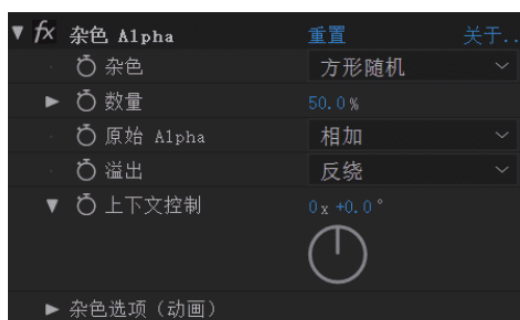 fx 杂色 Alpha 重置 关于..
杂色 方形随机
数量 50.0%
原始 Alpha 相加
溢出 反绕
上下文控制 0x+0.0°
杂色选项（动画）